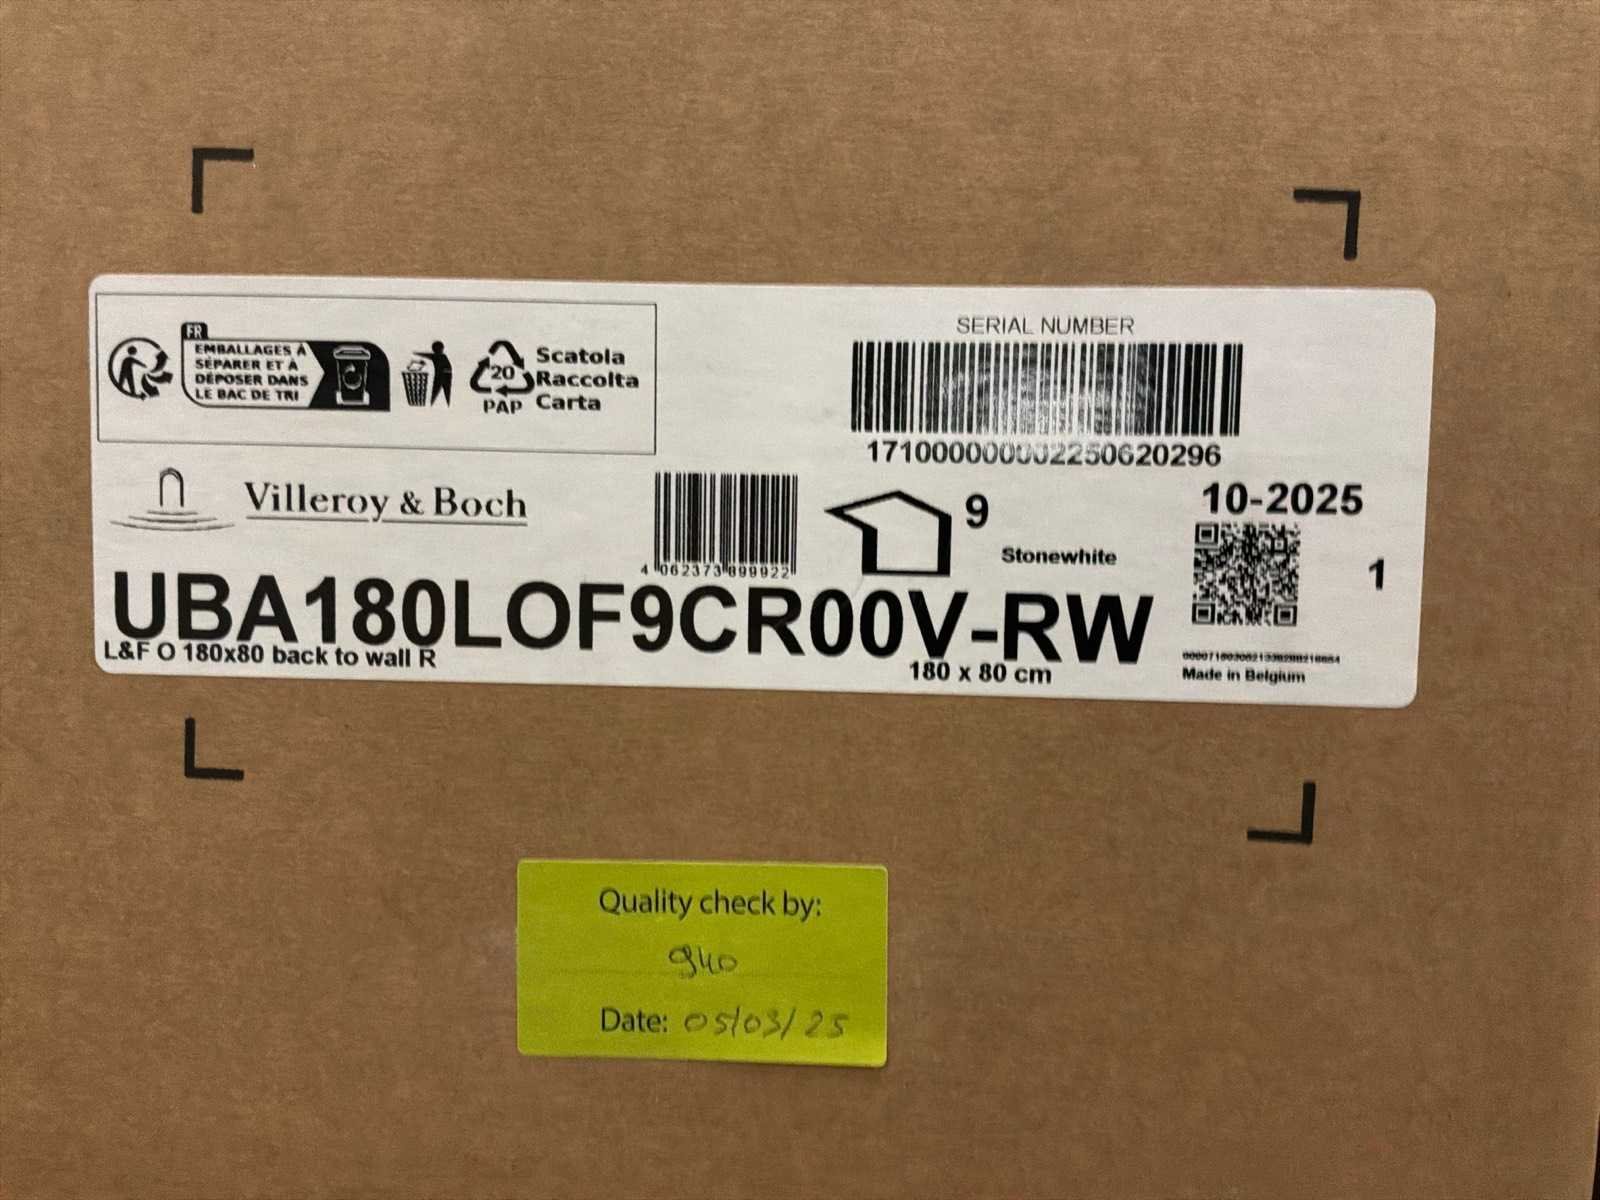 FR
EMBALLAGES À
SÉPARER ET À
DÉPOSER DANS
LE BAC DE TRI
20
PAP
Scatola
Raccolta
Carta
SERIAL NUMBER
1710000000002250620296
Villeroy & Boch
4 062373 899922
9
Stonewhite
10-2025
1
UBA180LOF9CR00V-RW
L&F O 180x80 back to wall R
180 x 80 cm
Made in Belgium
Quality check by:
Date: 05/03/25